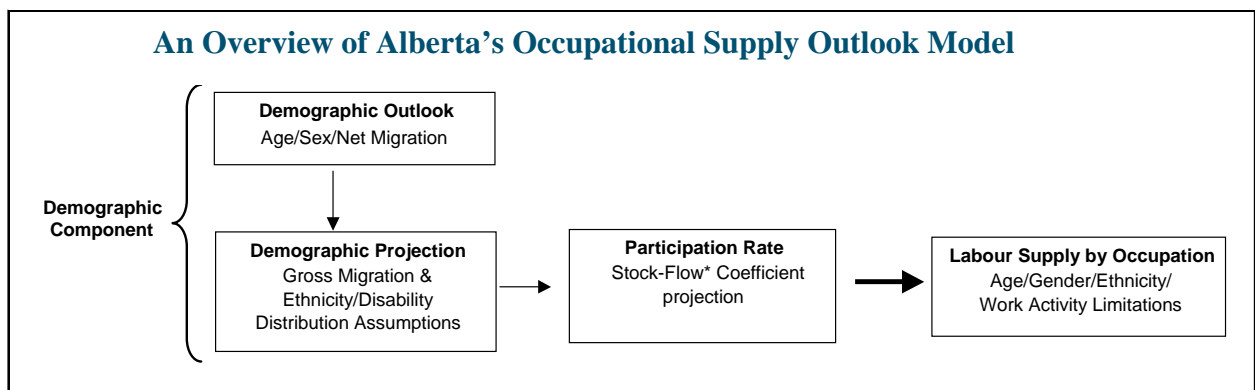 An Overview of Alberta's Occupational Supply Outlook Model
Demographic Outlook
Age/Sex/Net Migration
Demographic
Component
Demographic Projection
Gross Migration &
Ethnicity/Disability
Distribution Assumptions
Participation Rate
Stock-Flow* Coefficient
projection
Labour Supply by Occupation
Age/Gender/Ethnicity/
Work Activity Limitations